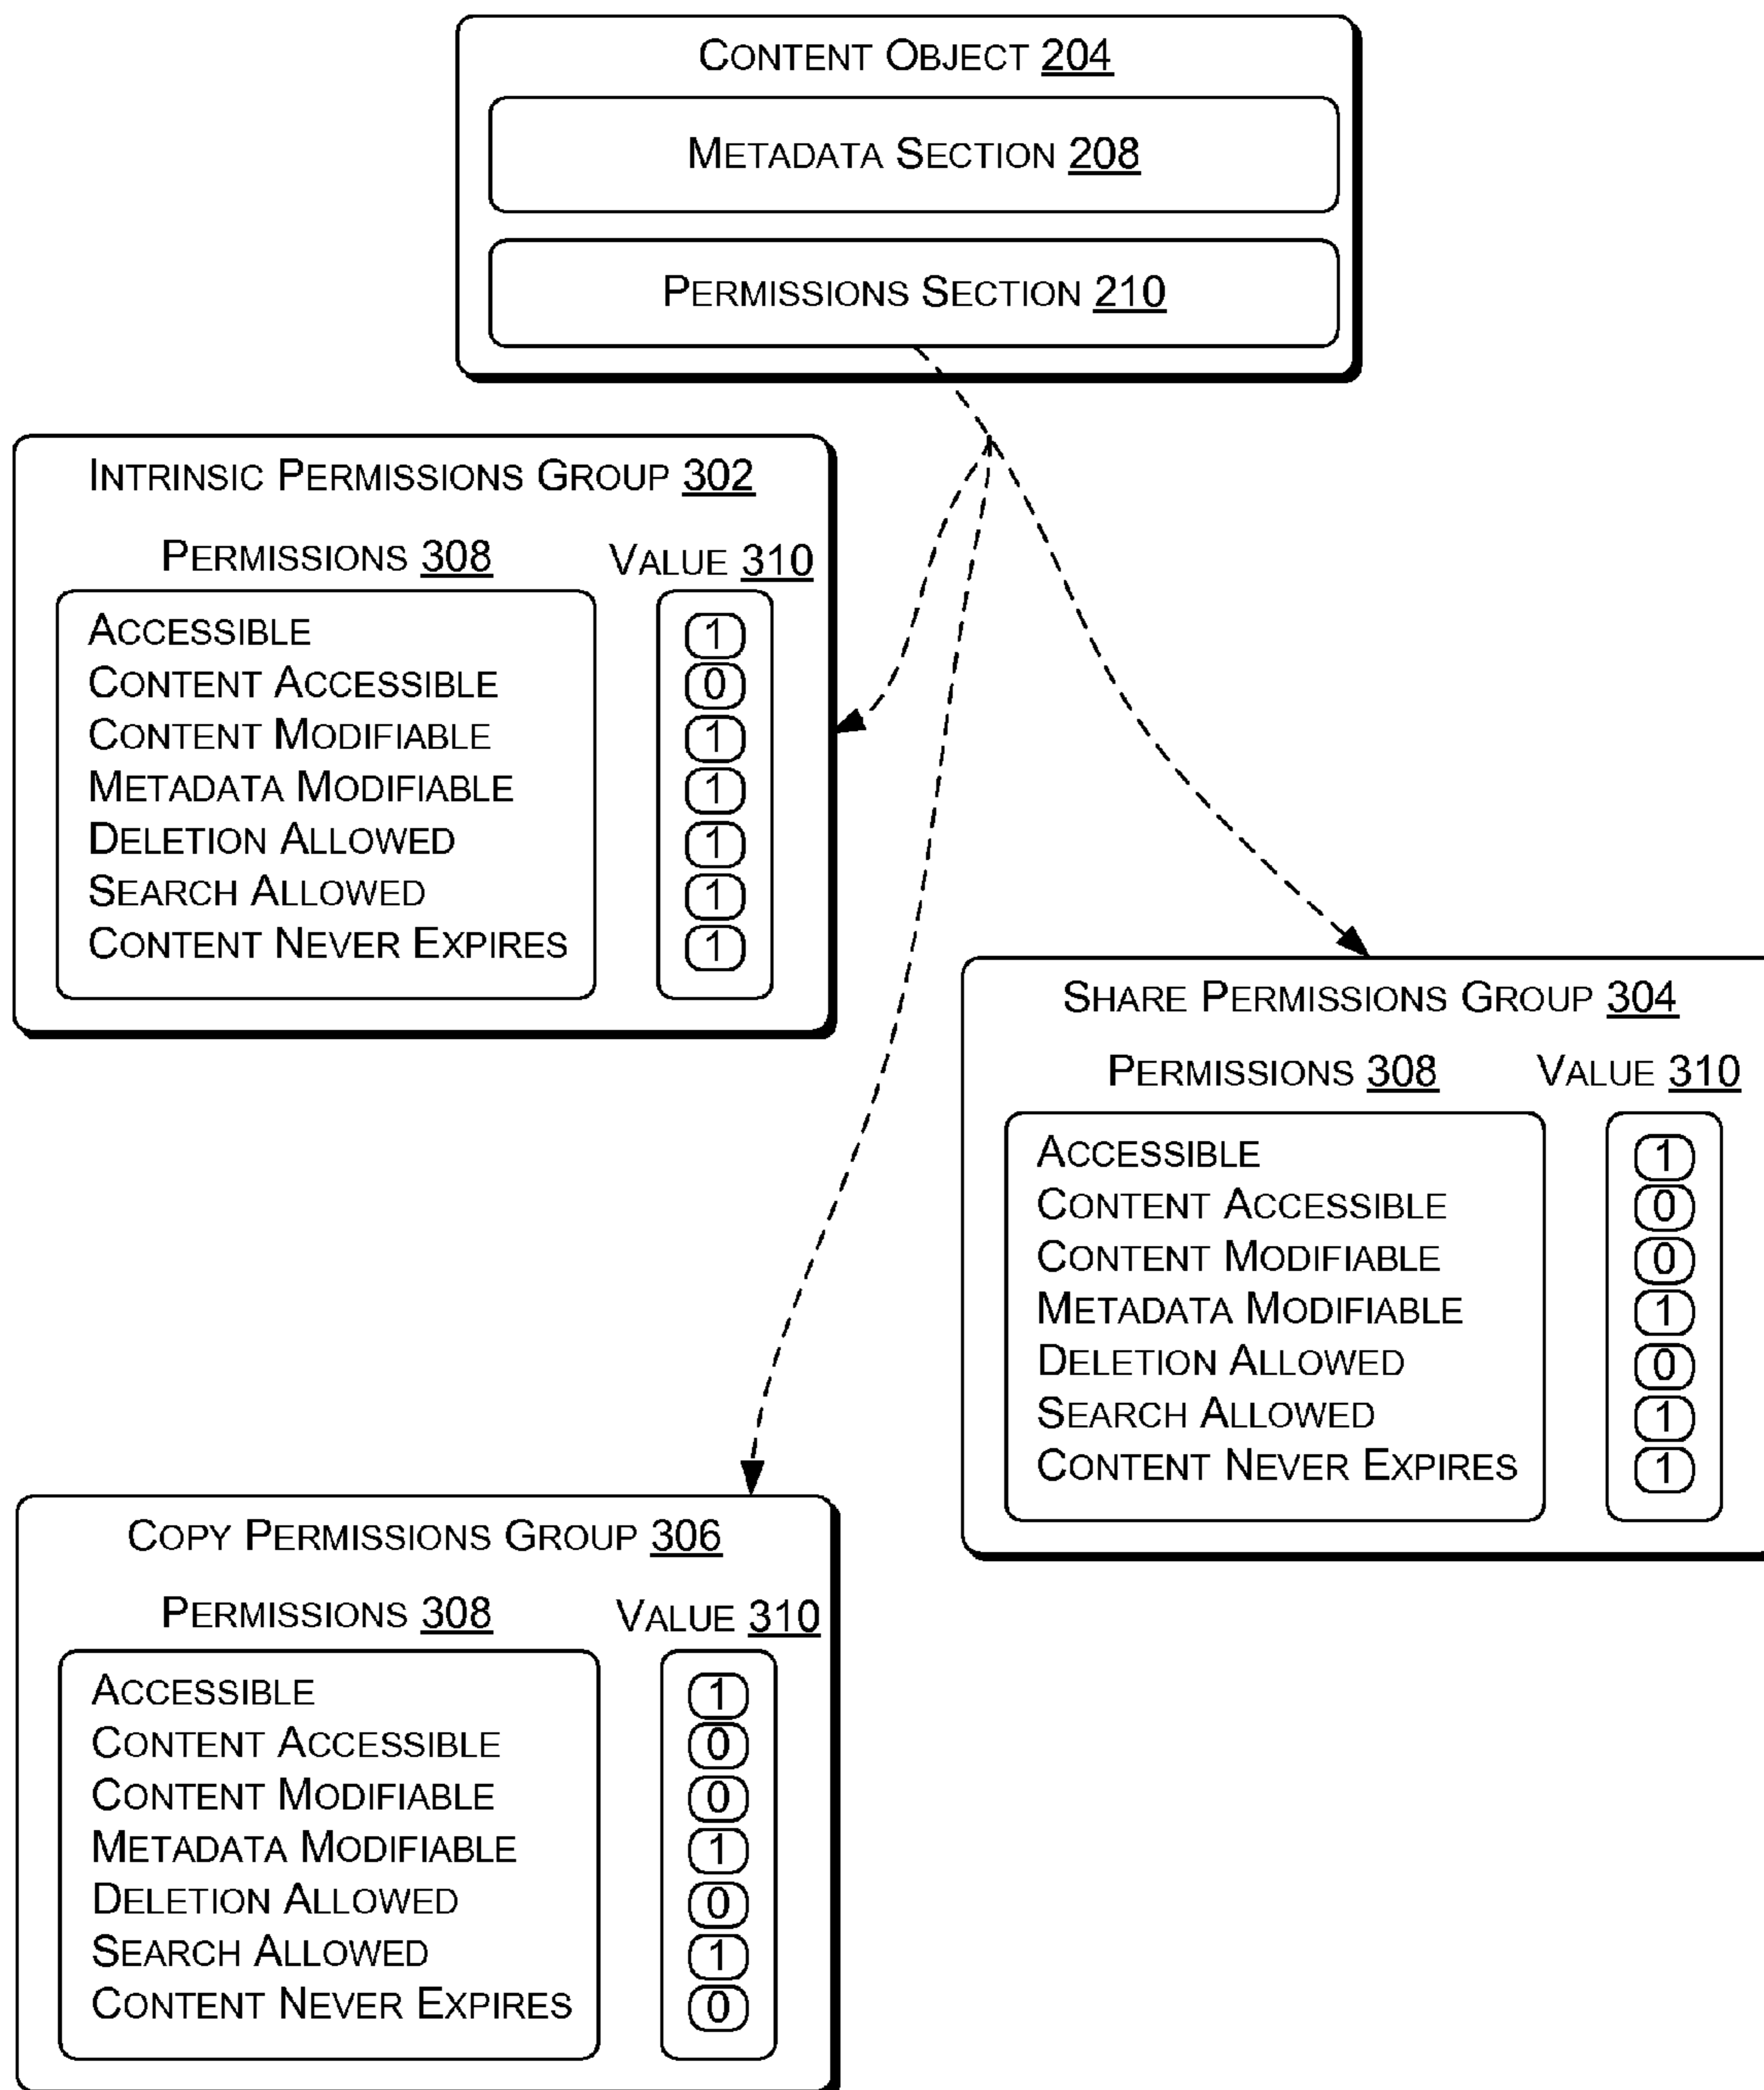 CONTENT OBJECT 204
METADATA SECTION 208
PERMISSIONS SECTION 210
INTRINSIC PERMISSIONS GROUP 302
PERMISSIONS 308 VALUE 310
ACCESSIBLE 1
CONTENT ACCESSIBLE 0
CONTENT MODIFIABLE 1
METADATA MODIFIABLE 1
DELETION ALLOWED 1
SEARCH ALLOWED 1
CONTENT NEVER EXPIRES 1
SHARE PERMISSIONS GROUP 304
PERMISSIONS 308 VALUE 310
ACCESSIBLE 1
CONTENT ACCESSIBLE 0
CONTENT MODIFIABLE 0
METADATA MODIFIABLE 1
DELETION ALLOWED 0
SEARCH ALLOWED 1
CONTENT NEVER EXPIRES 1
COPY PERMISSIONS GROUP 306
PERMISSIONS 308 VALUE 310
ACCESSIBLE 1
CONTENT ACCESSIBLE 0
CONTENT MODIFIABLE 0
METADATA MODIFIABLE 1
DELETION ALLOWED 0
SEARCH ALLOWED 1
CONTENT NEVER EXPIRES 0